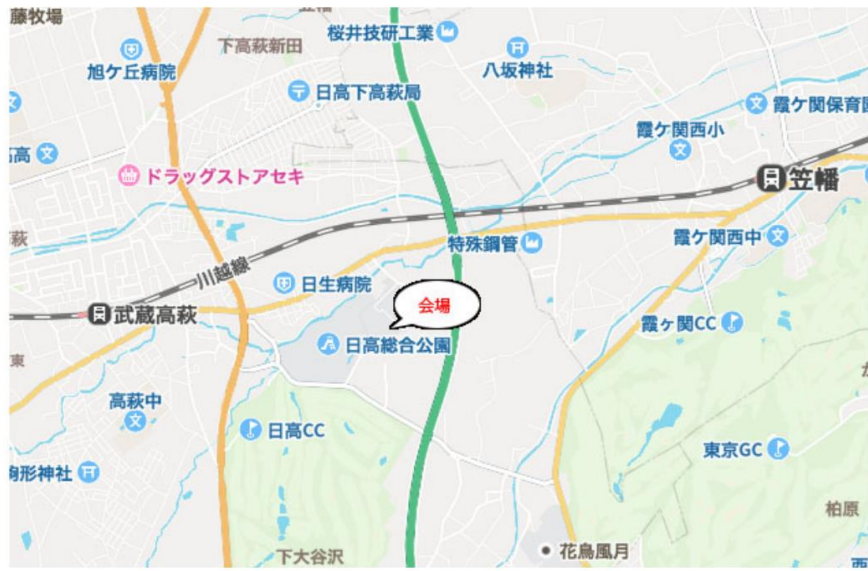 藤牧場
桜井技研工業
下高萩新田
旭ケ丘病院
八坂神社
日高下高萩局
霞ケ関保育園
霞ケ関西小
高
ドラッグストアセキ
笠幡
萩
特殊鋼管
霞ケ関西中
川越線
日生病院
会場
武蔵高萩
霞ヶ関CC
日高総合公園
東
高萩中
日高CC
東京GC
駒形神社
柏原
下大谷沢
花鳥風月
西